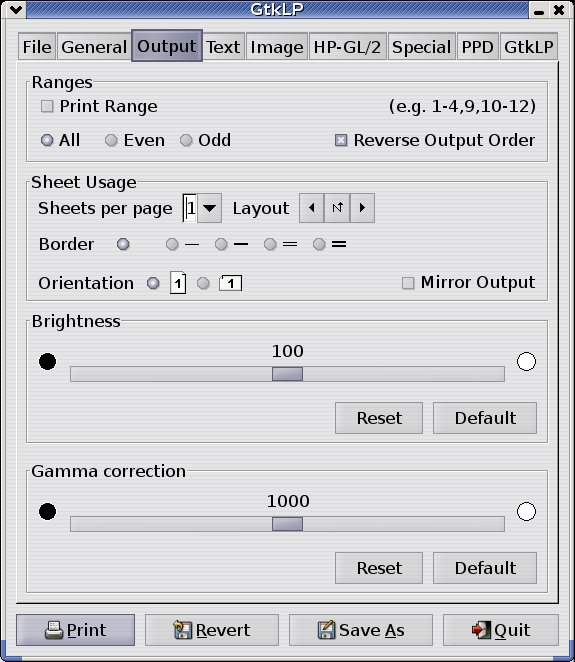 GtkLP
File General Output Text Image HP-GL/2 Special PPD GtkLP
Ranges
Print Range (e.g. 1-4,9,10-12)
All Even Odd Reverse Output Order
Sheet Usage
Sheets per page 1 Layout
Border
Orientation 1 1 Mirror Output
Brightness
100
Reset Default
Gamma correction
1000
Reset Default
Print Revert Save As Quit